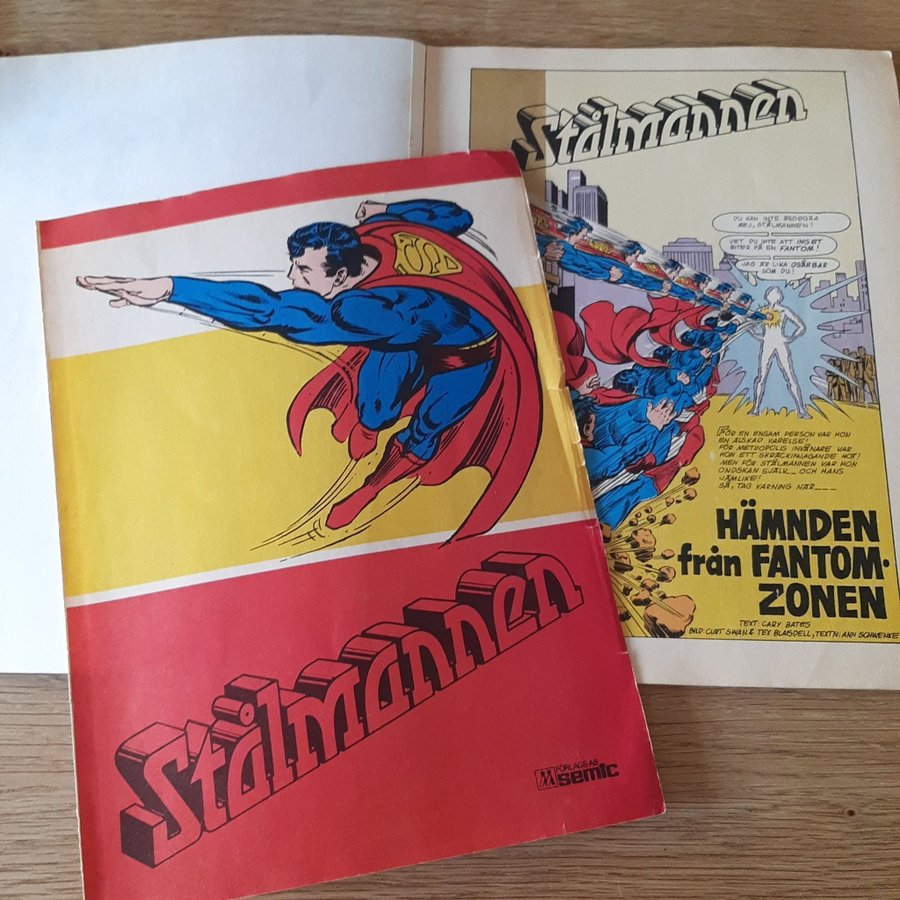 Stålmannen
FÖRLAGS AB
semic
Stålmannen
DU KAN INTE BESEGRA
MEJ, STÅLMANNEN!
VET DU INTE ATT INGET
BITER PÅ EN FANTOM!
JAG ÄR LIKA OSÅRBAR
SOM DU!
FÖR EN ENSAM PERSON VAR HON
EN ÄLSKAD VARELSE!
FÖR METROPOLIS INVÅNARE VAR
HON ETT SKRÄCKINJAGANDE HOT!
MEN FÖR STÅLMANNEN VAR HON
ONDSKAN SJÄLV__ OCH HANS
JÄMLIKE!
SÅ, TAG VARNING NÄR___
HÄMNDEN
från FANTOM-
ZONEN
TEXT: CARY BATES
BILD: CURT SWAN & TEX BLAISDELL, TEXTN: ANN SCHWENKE